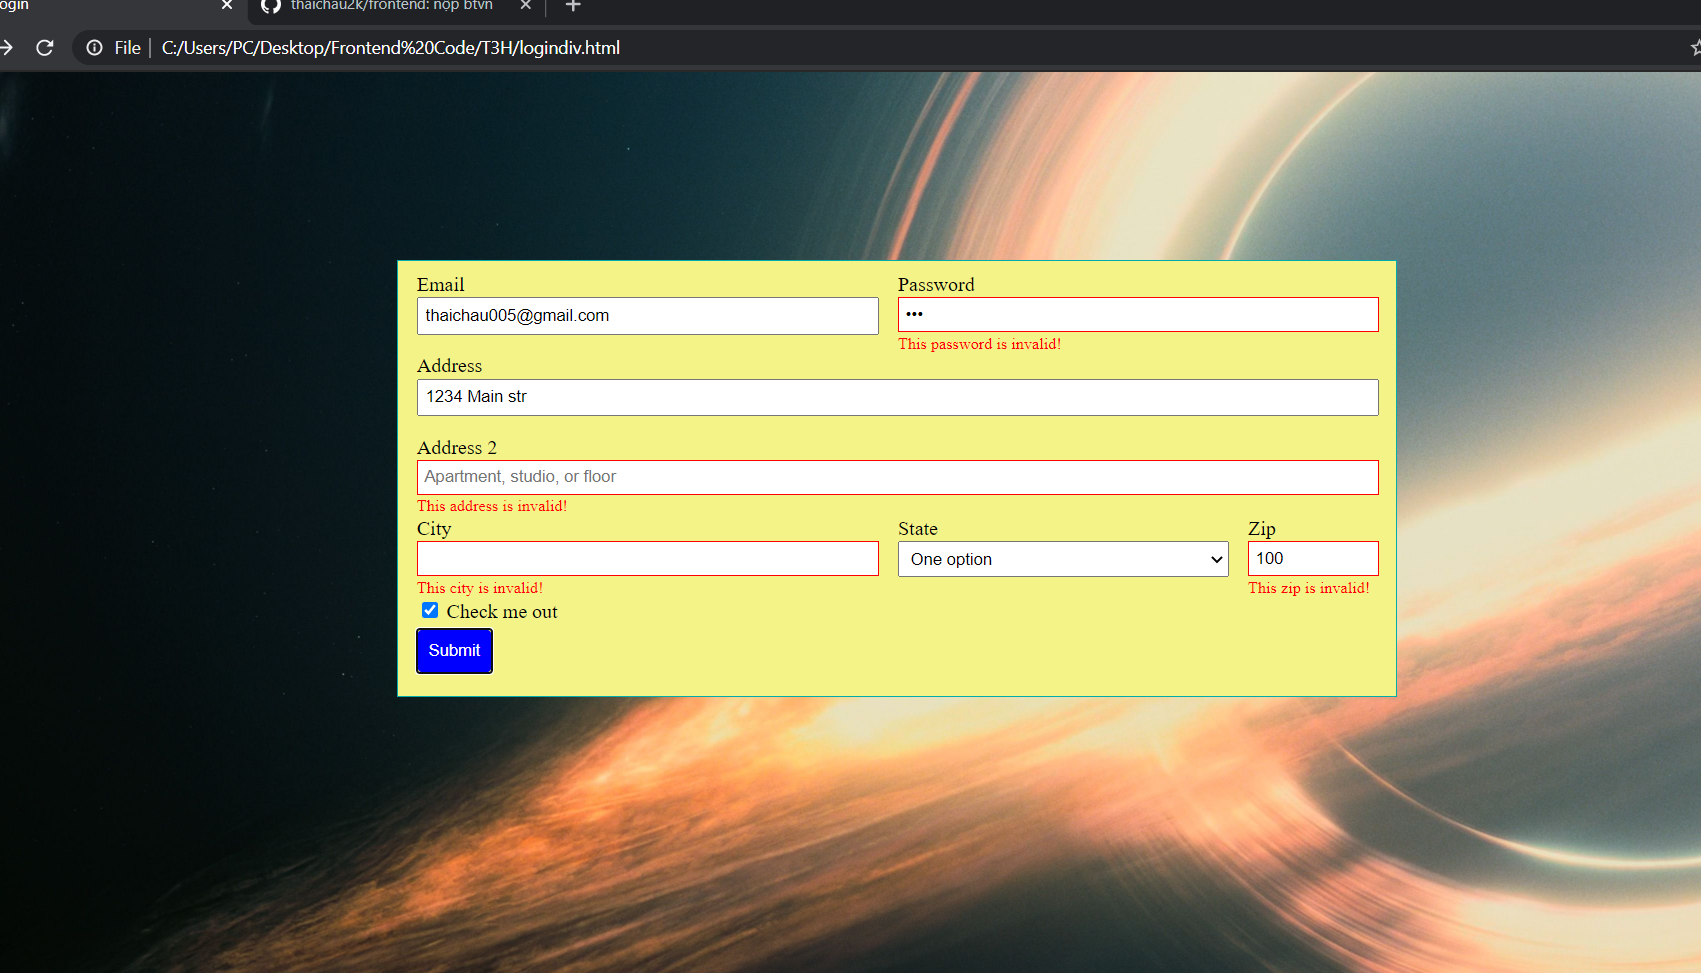 ogin
thaichau2k/frontend: nộp btvn
File
C:/Users/PC/Desktop/Frontend%20Code/T3H/logindiv.html
Email
Password
thaichau005@gmail.com
•••
This password is invalid!
Address
1234 Main str
Address 2
Apartment, studio, or floor
This address is invalid!
City
State
Zip
One option
100
This city is invalid!
This zip is invalid!
Check me out
Submit